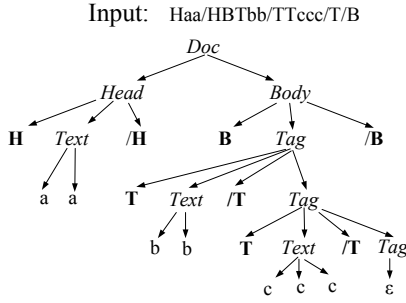 Input: Haa/HBTbb/TTccc/T/B
Doc
Head Body
H Text /H B Tag /B
a a T Text /T Tag
b b T Text /T Tag
c c c ε